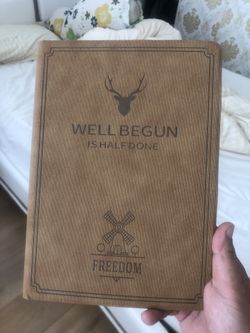 WELL BEGUN
IS HALF DONE
FREEDOM